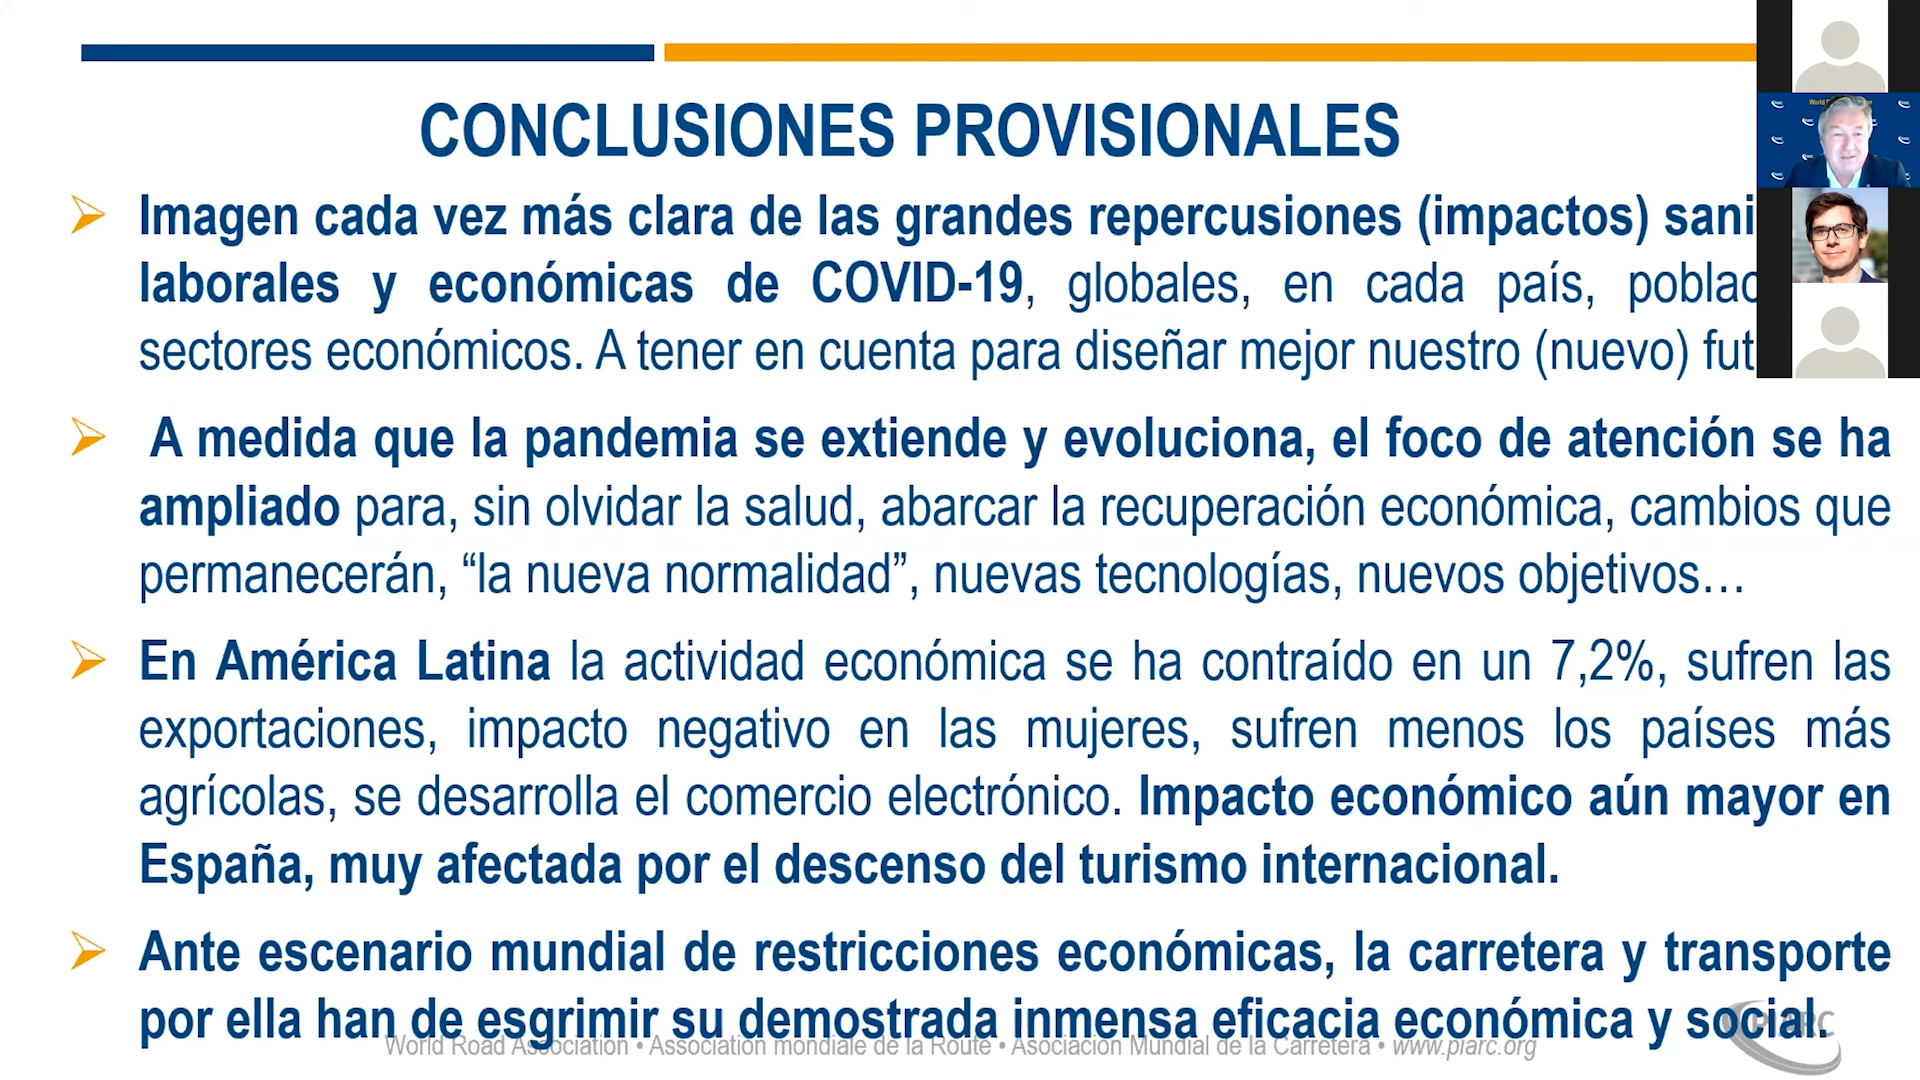 CONCLUSIONES PROVISIONALES
Imagen cada vez más clara de las grandes repercusiones (impactos)
laborales y económicas de COVID-19, globales, en cada país,
sectores económicos. A tener en cuenta para diseñar mejor nuestro (nuevo)
A medida que la pandemia se extiende y evoluciona, el foco de atención se ha
ampliado para, sin olvidar la salud, abarcar la recuperación económica, cambios que
permanecerán, “la nueva normalidad”, nuevas tecnologías, nuevos objetivos…
En América Latina la actividad económica se ha contraído en un 7,2%, sufren las
exportaciones, impacto negativo en las mujeres, sufren menos los países más
agrícolas, se desarrolla el comercio electrónico. Impacto económico aún mayor en
España, muy afectada por el descenso del turismo internacional.
Ante escenario mundial de restricciones económicas, la carretera y transporte
por ella han de esgrimir su demostrada inmensa eficacia económica y social.
World Road Association • Association mondiale de la Route • Asociación Mundial de la Carretera • www.piarc.org
PIARC